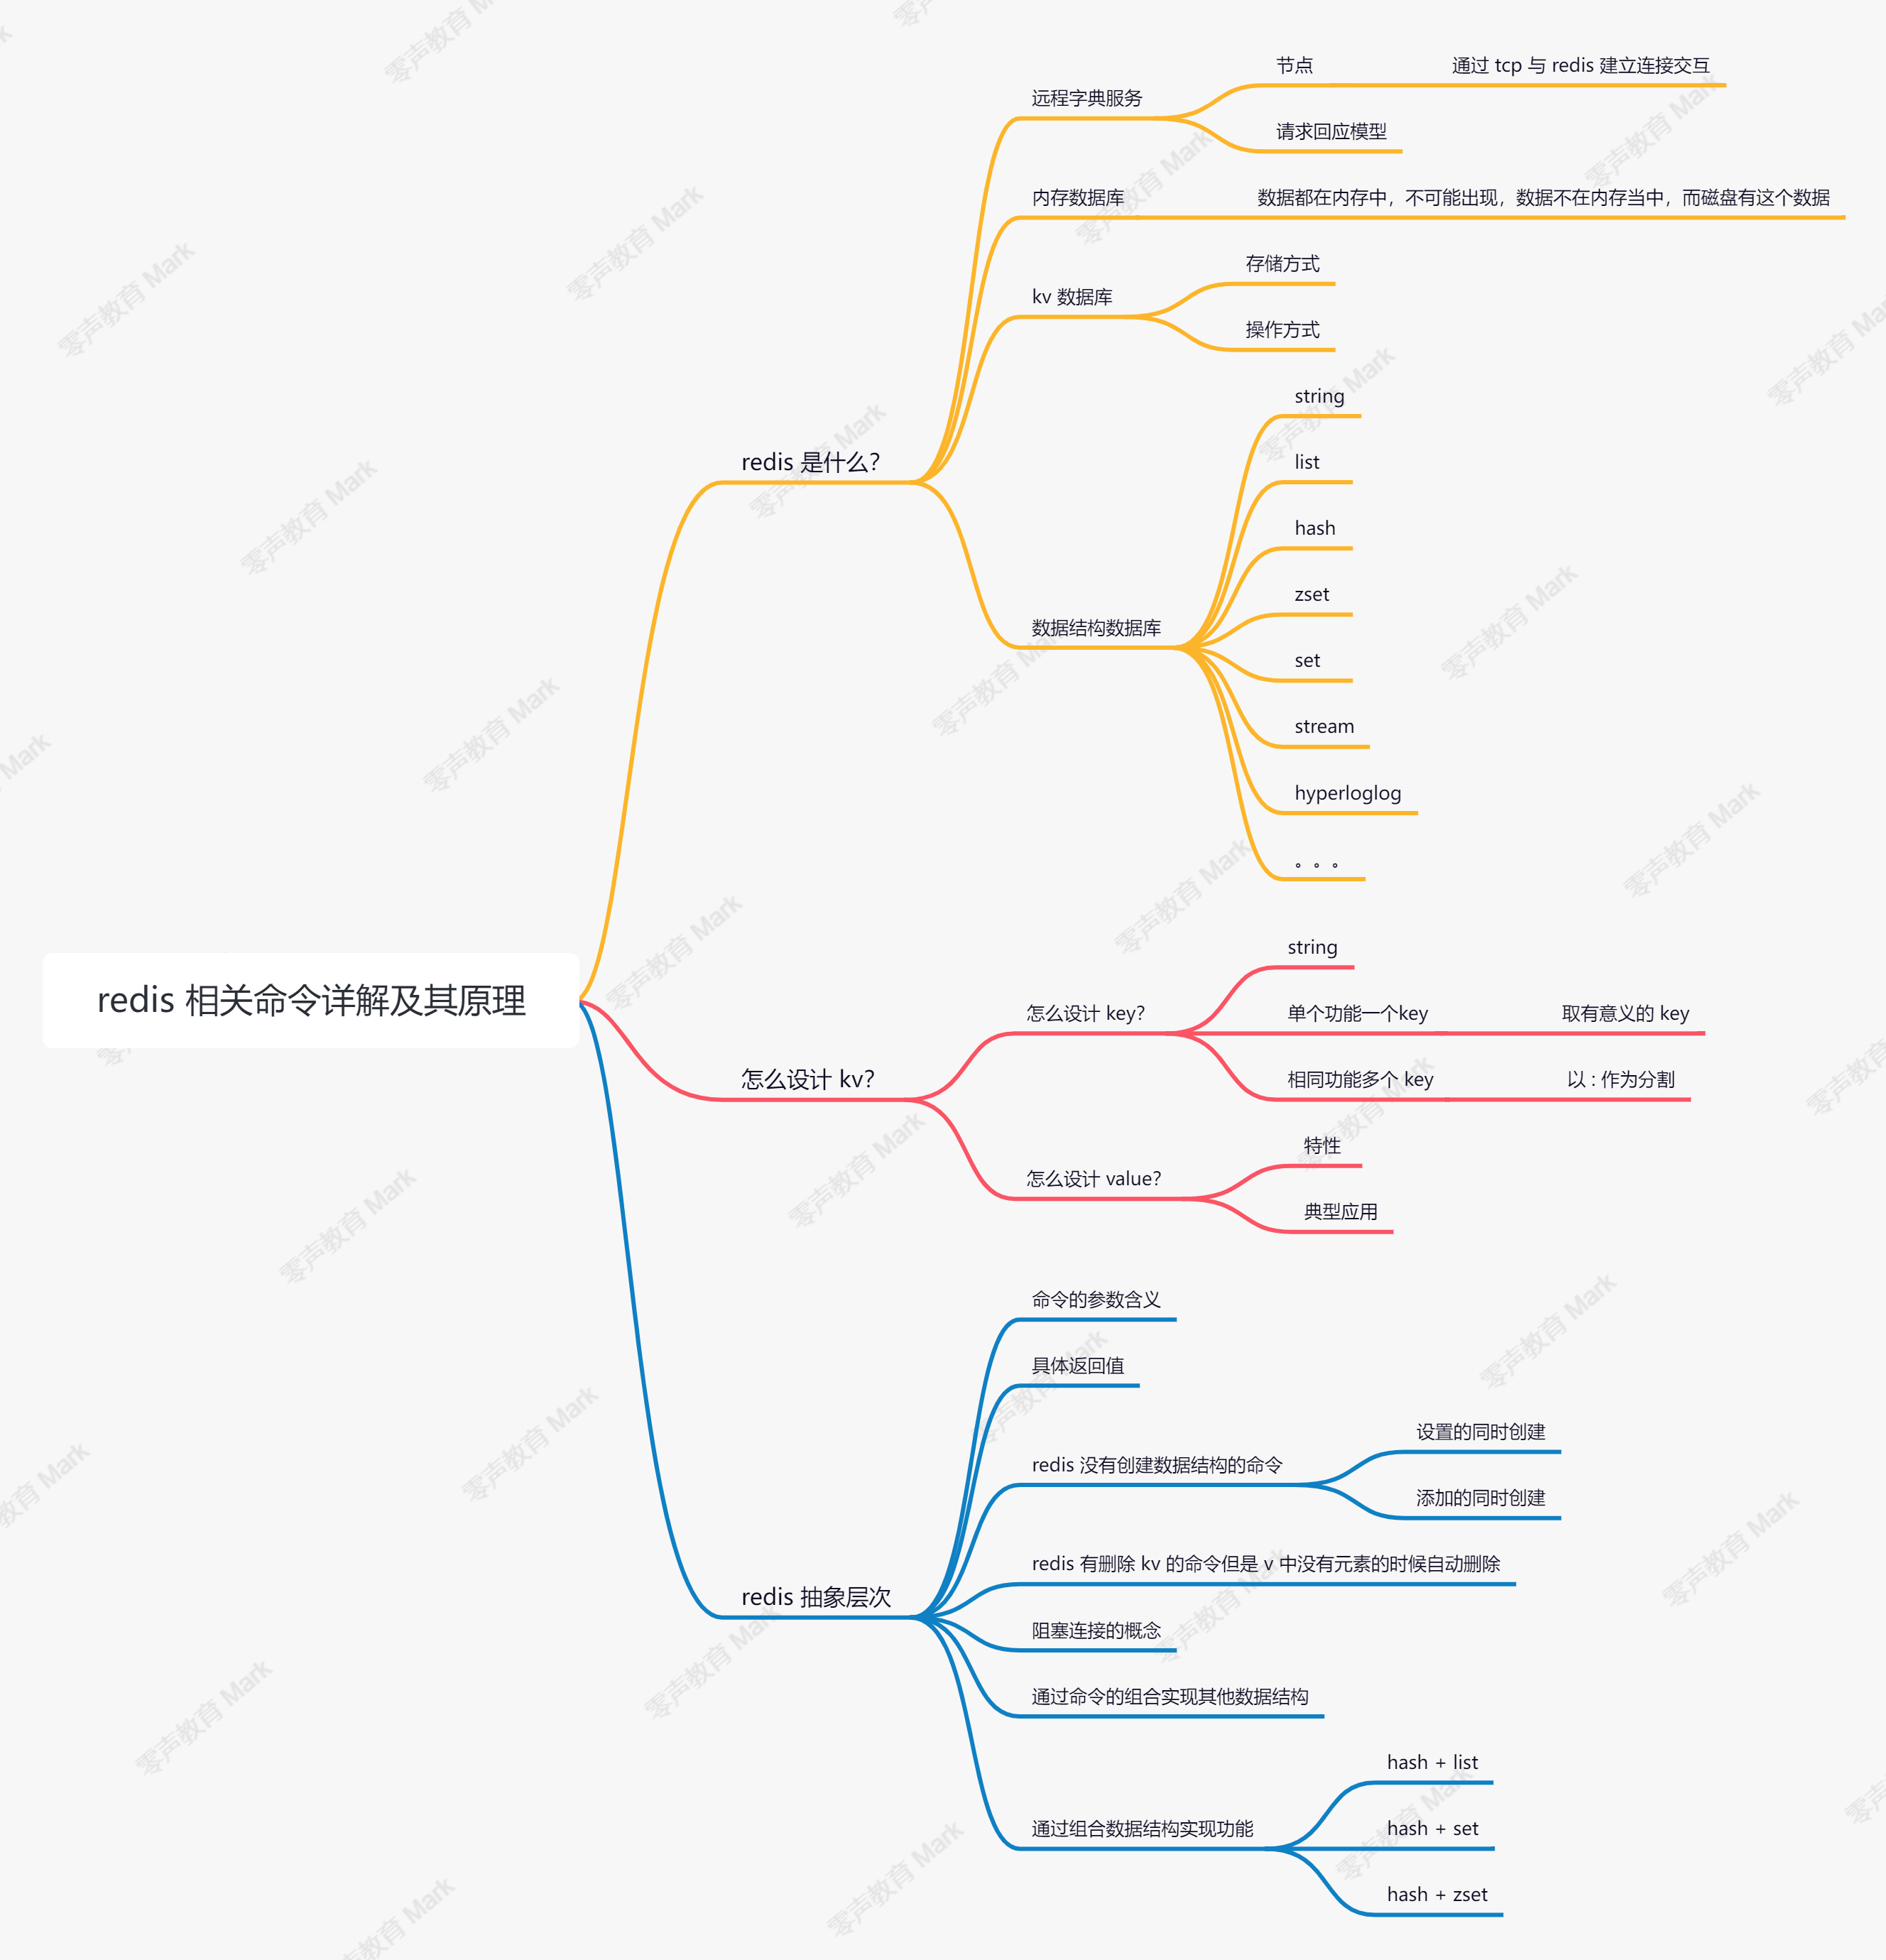 redis 相关命令详解及其原理
redis 是什么？
远程字典服务
节点
通过 tcp 与 redis 建立连接交互
请求回应模型
内存数据库
数据都在内存中，不可能出现，数据不在内存当中，而磁盘有这个数据
kv 数据库
存储方式
操作方式
数据结构数据库
string
list
hash
zset
set
stream
hyperloglog
。。。
怎么设计 kv？
怎么设计 key？
string
单个功能一个key
取有意义的 key
相同功能多个 key
以 : 作为分割
怎么设计 value？
特性
典型应用
redis 抽象层次
命令的参数含义
具体返回值
redis 没有创建数据结构的命令
设置的同时创建
添加的同时创建
redis 有删除 kv 的命令但是 v 中没有元素的时候自动删除
阻塞连接的概念
通过命令的组合实现其他数据结构
通过组合数据结构实现功能
hash + list
hash + set
hash + zset
零声教育 Mark